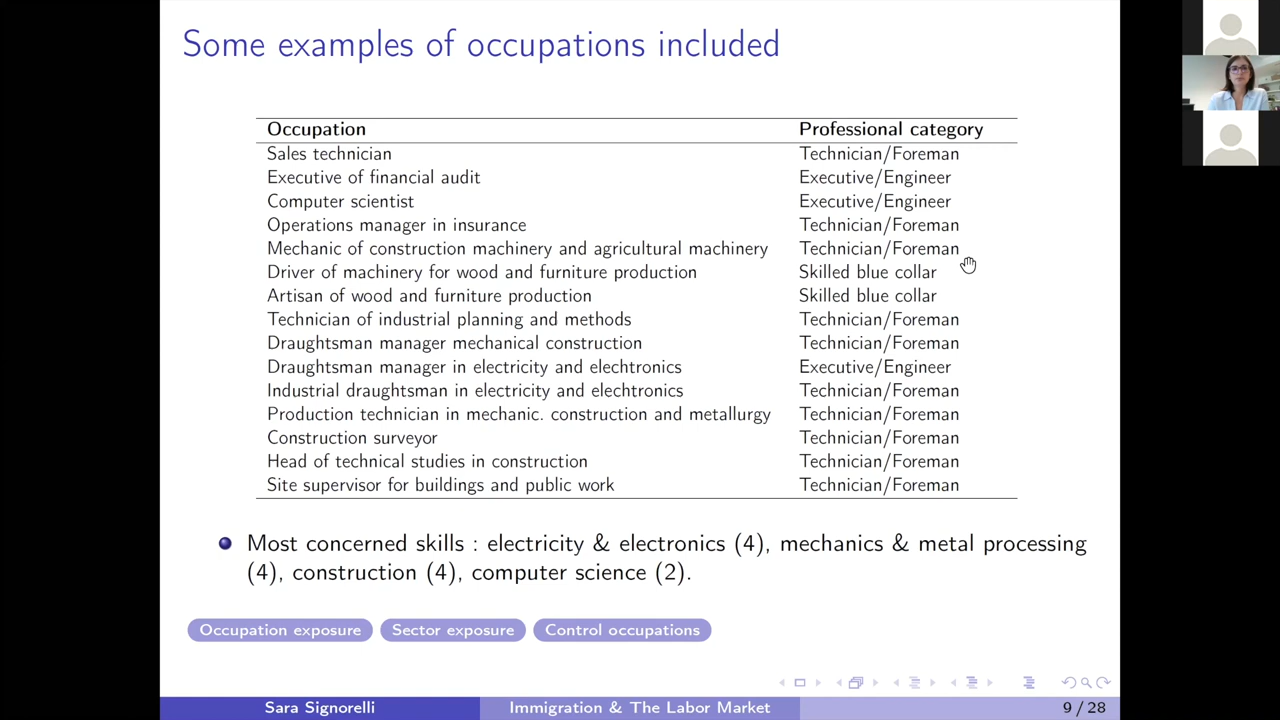 Some examples of occupations included
Occupation Professional category
Sales technician Technician/Foreman
Executive of financial audit Executive/Engineer
Computer scientist Executive/Engineer
Operations manager in insurance Technician/Foreman
Mechanic of construction machinery and agricultural machinery Technician/Foreman
Driver of machinery for wood and furniture production Skilled blue collar
Artisan of wood and furniture production Skilled blue collar
Technician of industrial planning and methods Technician/Foreman
Draughtsman manager mechanical construction Technician/Foreman
Draughtsman manager in electricity and elechtronics Executive/Engineer
Industrial draughtsman in electricity and elechtronics Technician/Foreman
Production technician in mechanic. construction and metallurgy Technician/Foreman
Construction surveyor Technician/Foreman
Head of technical studies in construction Technician/Foreman
Site supervisor for buildings and public work Technician/Foreman
Most concerned skills : electricity & electronics (4), mechanics & metal processing
(4), construction (4), computer science (2).
Occupation exposure Sector exposure Control occupations
Sara Signorelli Immigration & The Labor Market 9 / 28